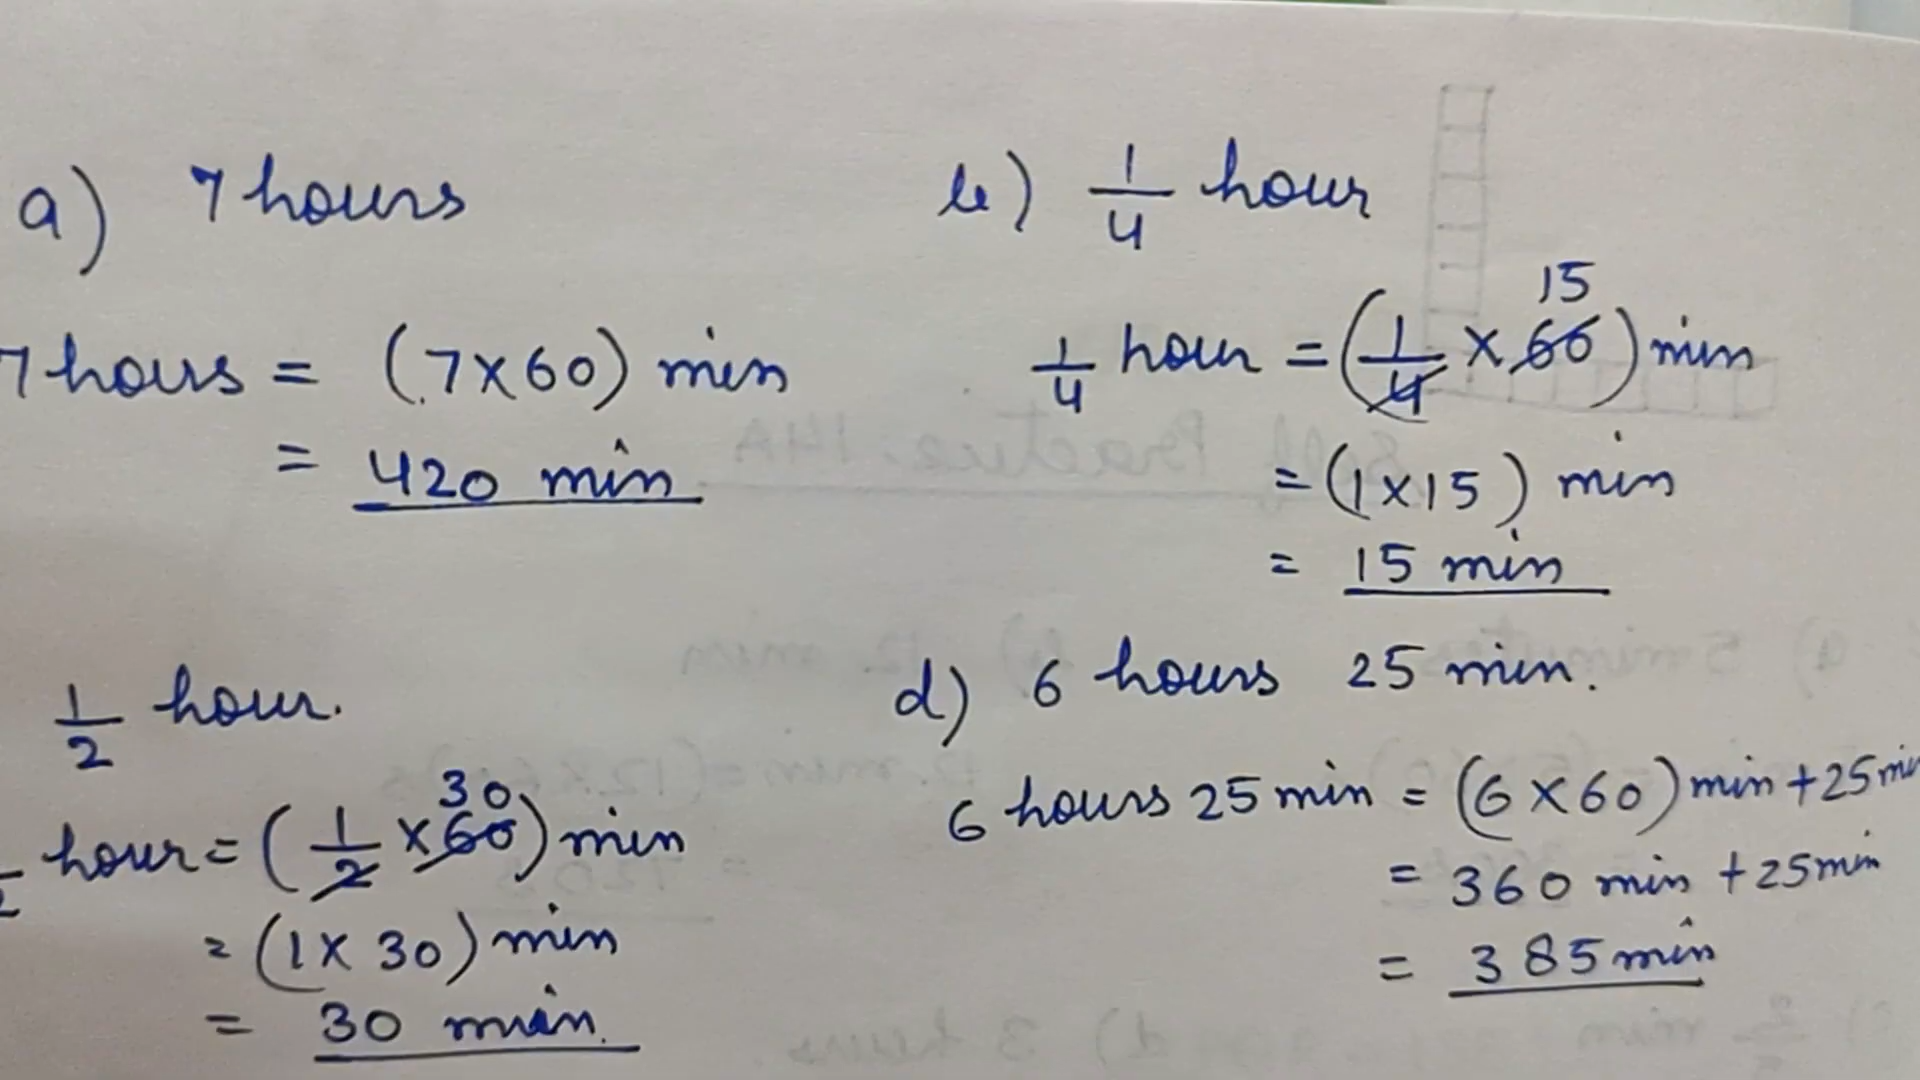 a) 7 hours
7 hours = (7×60) min
= 420 min
b) 1/4 hour
15
1/4 hour = (1/4 × 60) min
= (1×15) min
= 15 min
1/2 hour.
30
hour = (1/2 × 60) min
= (1 × 30) min
= 30 min.
d) 6 hours 25 min.
6 hours 25 min = (6 × 60) min + 25 min
= 360 min + 25 min
= 385 min